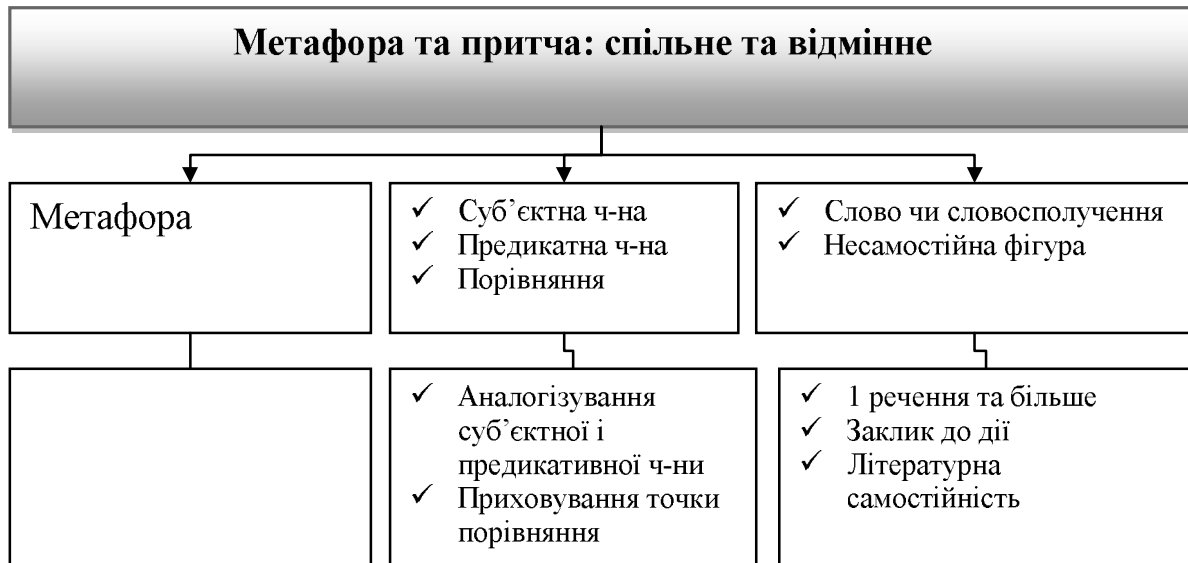 Метафора та притча: спільне та відмінне
Метафора
✓ Суб’єктна ч-на
✓ Предикатна ч-на
✓ Порівняння
✓ Слово чи словосполучення
✓ Несамостійна фігура
✓ Аналогізування
суб’єктної і
предикативної ч-ни
✓ Приховування точки
порівняння
✓ 1 речення та більше
✓ Заклик до дії
✓ Літературна
самостійність